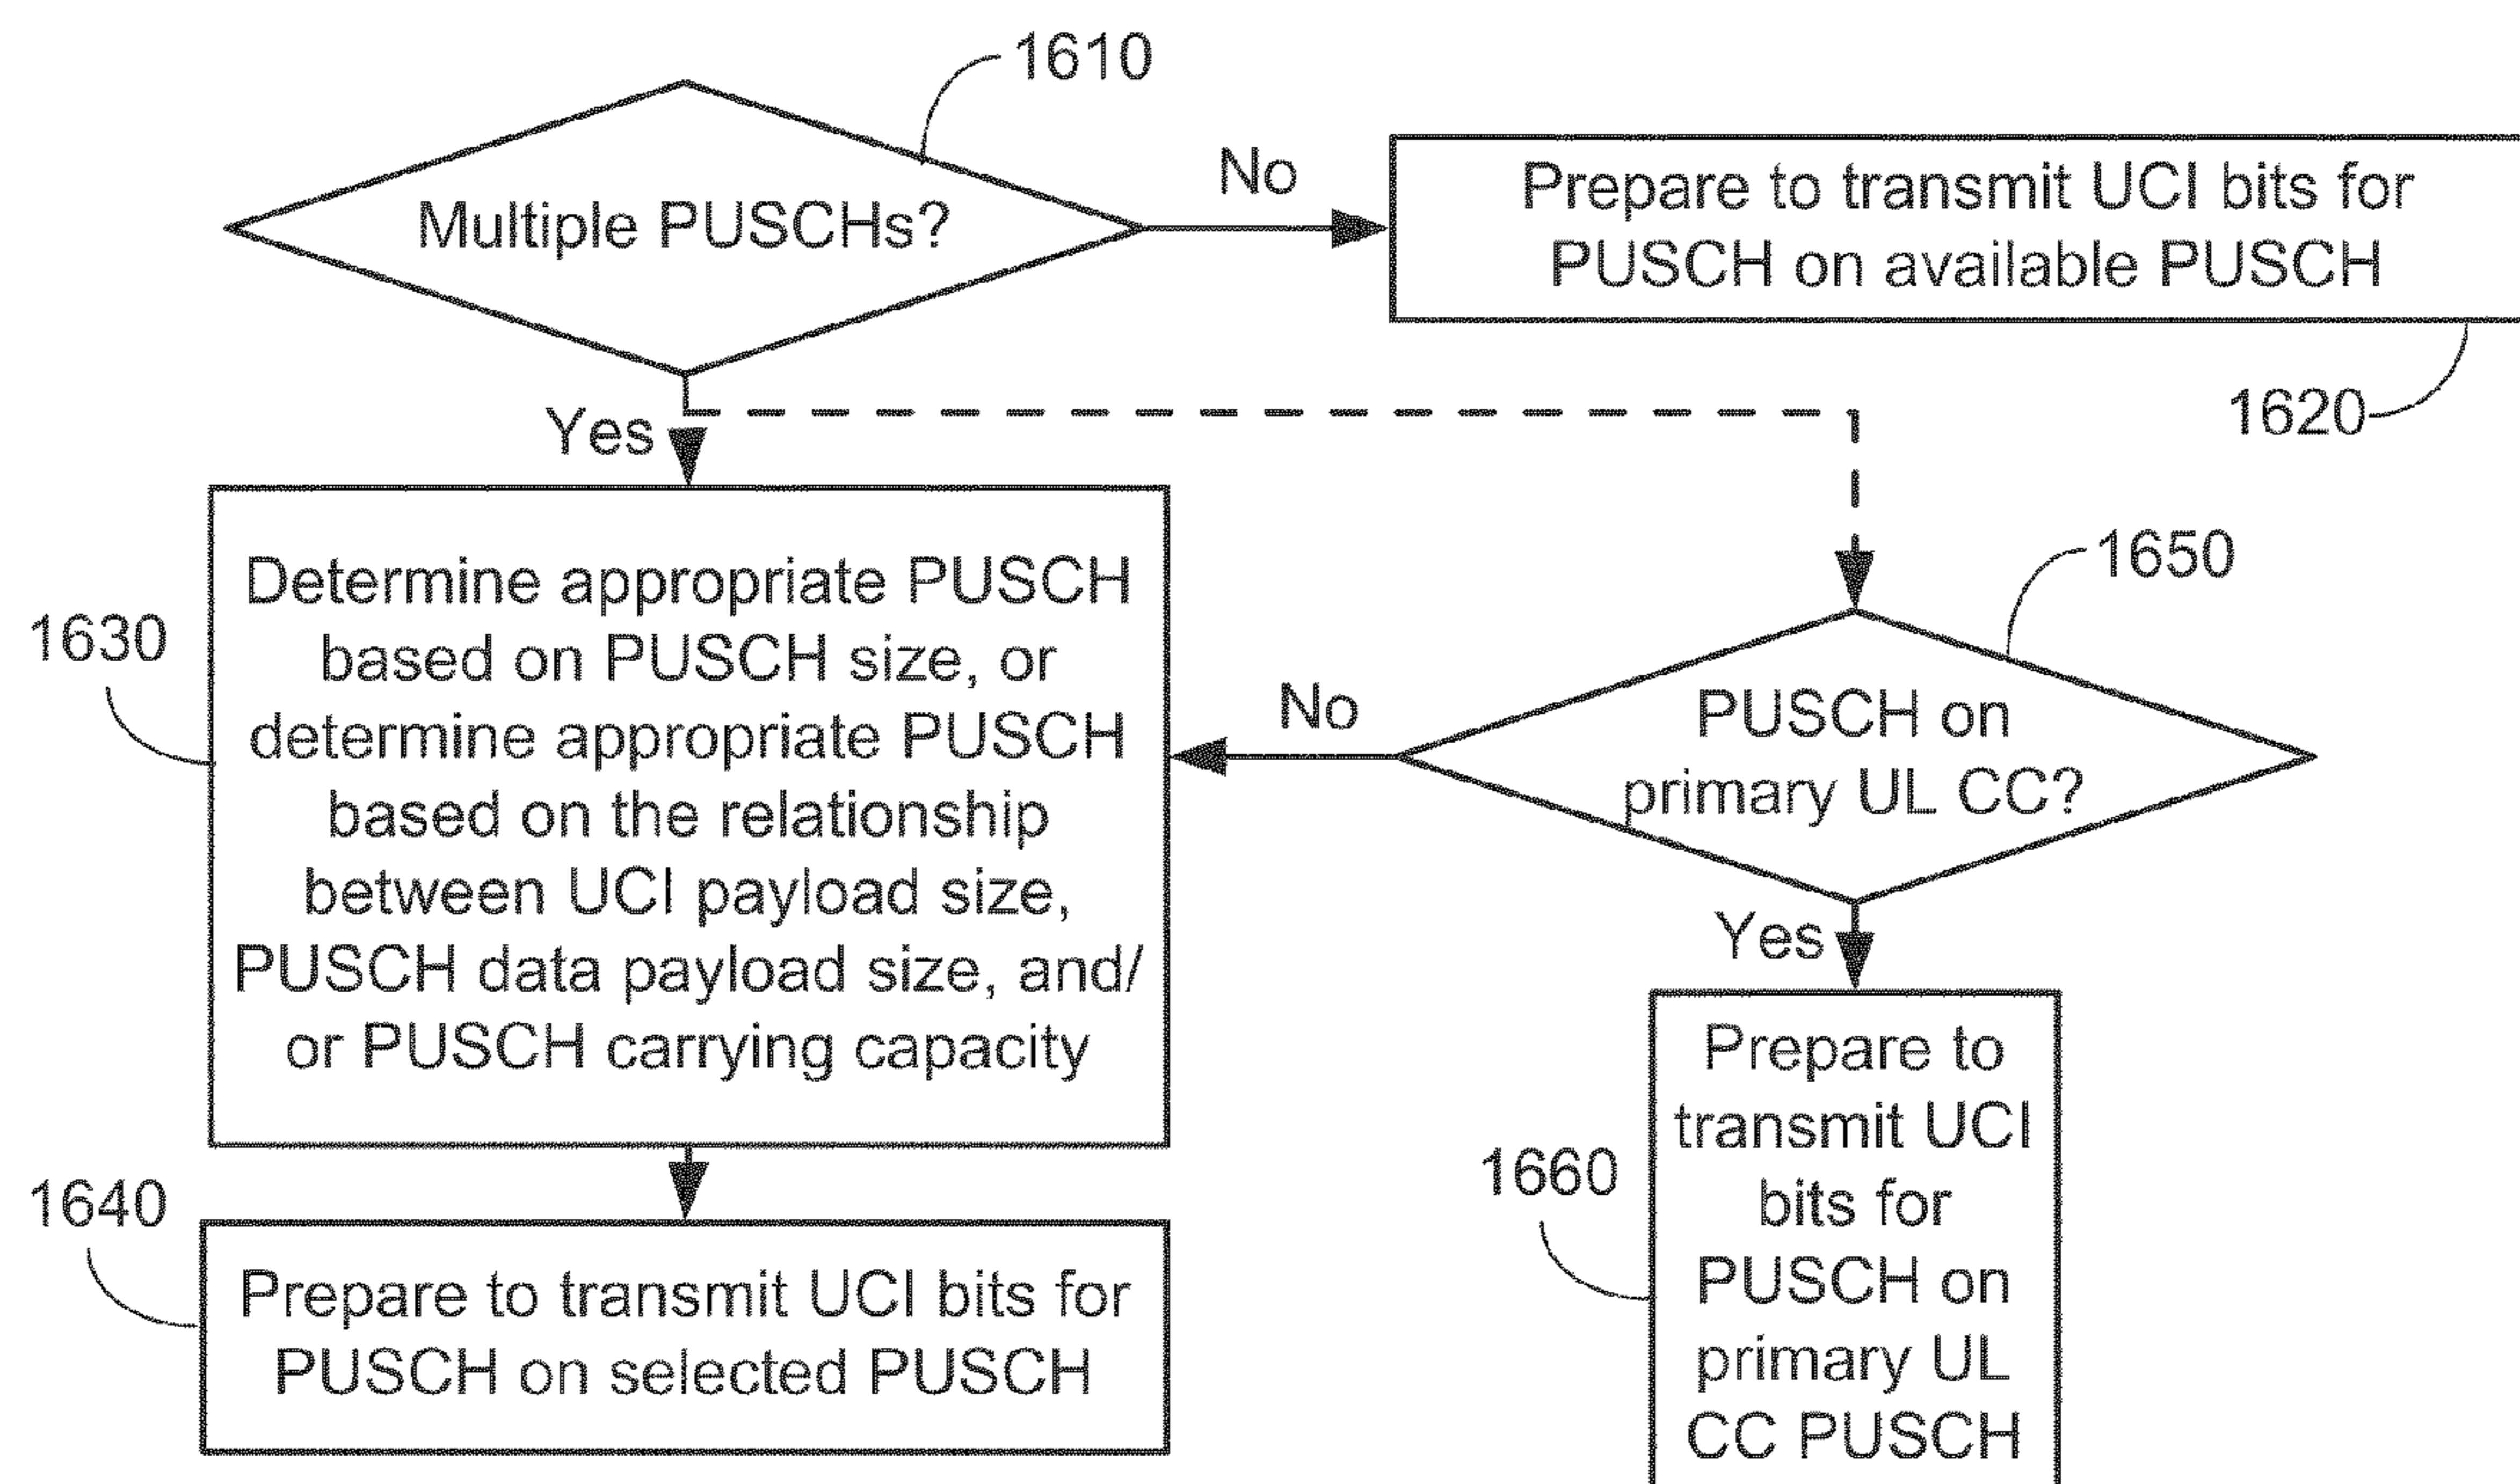 1610
Multiple PUSCHs?
No
Prepare to transmit UCI bits for
PUSCH on available PUSCH
1620
Yes
1630
Determine appropriate PUSCH
based on PUSCH size, or
determine appropriate PUSCH
based on the relationship
between UCI payload size,
PUSCH data payload size, and/
or PUSCH carrying capacity
No
1650
PUSCH on
primary UL CC?
Yes
1640
Prepare to transmit UCI bits for
PUSCH on selected PUSCH
1660
Prepare to
transmit UCI
bits for
PUSCH on
primary UL
CC PUSCH